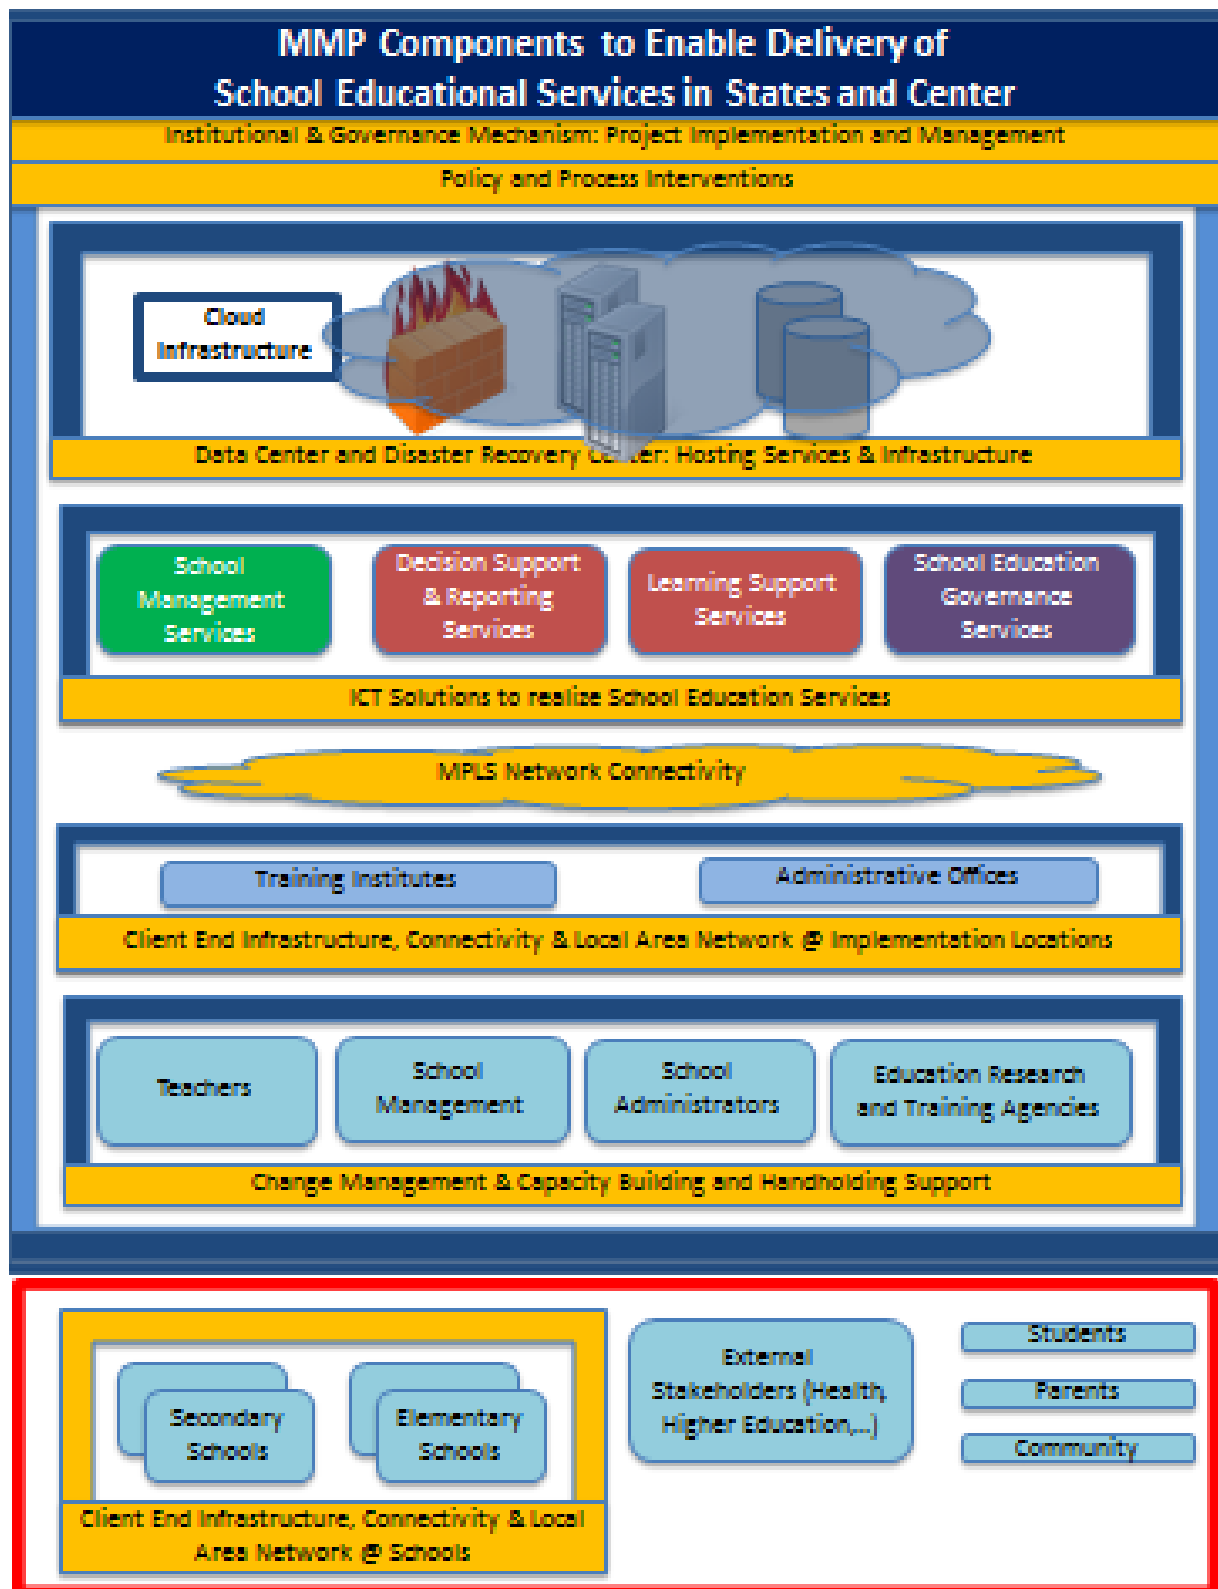 MMP Components to Enable Delivery of
School Educational Services in States and Center
Institutional & Governance Mechanism: Project Implementation and Management
Policy and Process Interventions
Cloud
Infrastructure
Data Center and Disaster Recovery Center: Hosting Services & Infrastructure
School
Management
Services
Decision Support
& Reporting
Services
Learning Support
Services
School Education
Governance
Services
ICT Solutions to realize School Education Services
MPLS Network Connectivity
Training Institutes
Administrative Offices
Client End Infrastructure, Connectivity & Local Area Network @ Implementation Locations
Teachers
School
Management
School
Administrators
Education Research
and Training Agencies
Change Management & Capacity Building and Handholding Support
Secondary
Schools
Elementary
Schools
Client End Infrastructure, Connectivity & Local
Area Network @ Schools
External
Stakeholders (Health,
Higher Education,...)
Students
Parents
Community